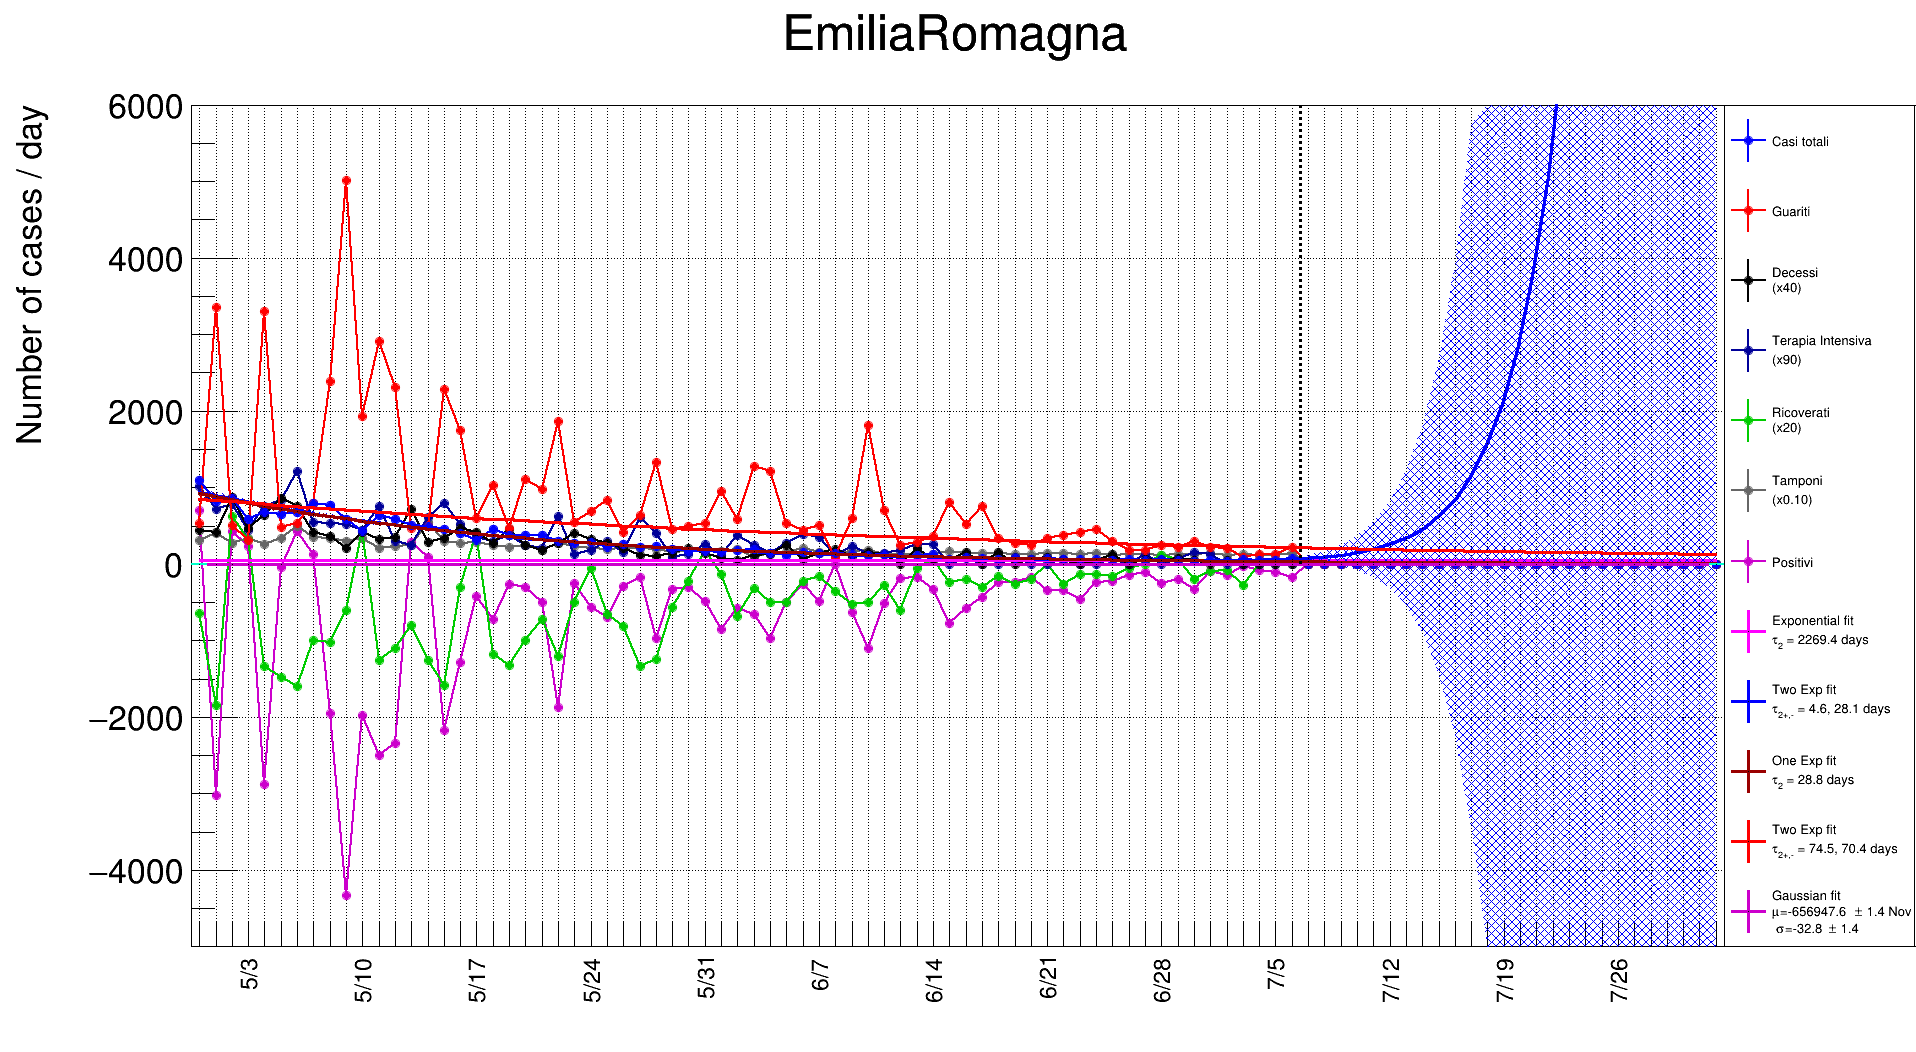 EmiliaRomagna
Number of cases / day
6000
4000
2000
0
−2000
−4000
5/3
5/10
5/17
5/24
5/31
6/7
6/14
6/21
6/28
7/5
7/12
7/19
7/26
Casi totali
Guariti
Decessi
(x40)
Terapia Intensiva
(x90)
Ricoverati
(x20)
Tamponi
(x0.10)
Positivi
Exponential fit
τ2 = 2269.4 days
Two Exp fit
τ2+,- = 4.6, 28.1 days
One Exp fit
τ2 = 28.8 days
Two Exp fit
τ2+,- = 74.5, 70.4 days
Gaussian fit
μ=-656947.6 ± 1.4 Nov
σ=-32.8 ± 1.4